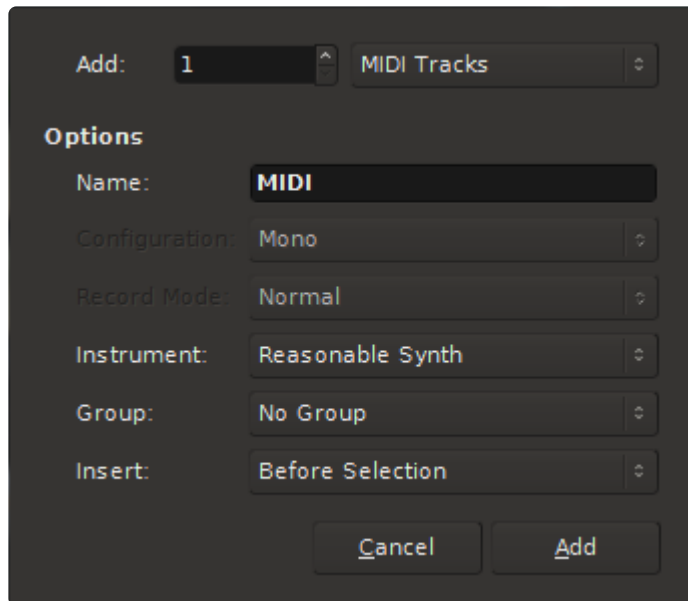 Add: 1 MIDI Tracks
Options
Name: MIDI
Configuration: Mono
Record Mode: Normal
Instrument: Reasonable Synth
Group: No Group
Insert: Before Selection
Cancel Add